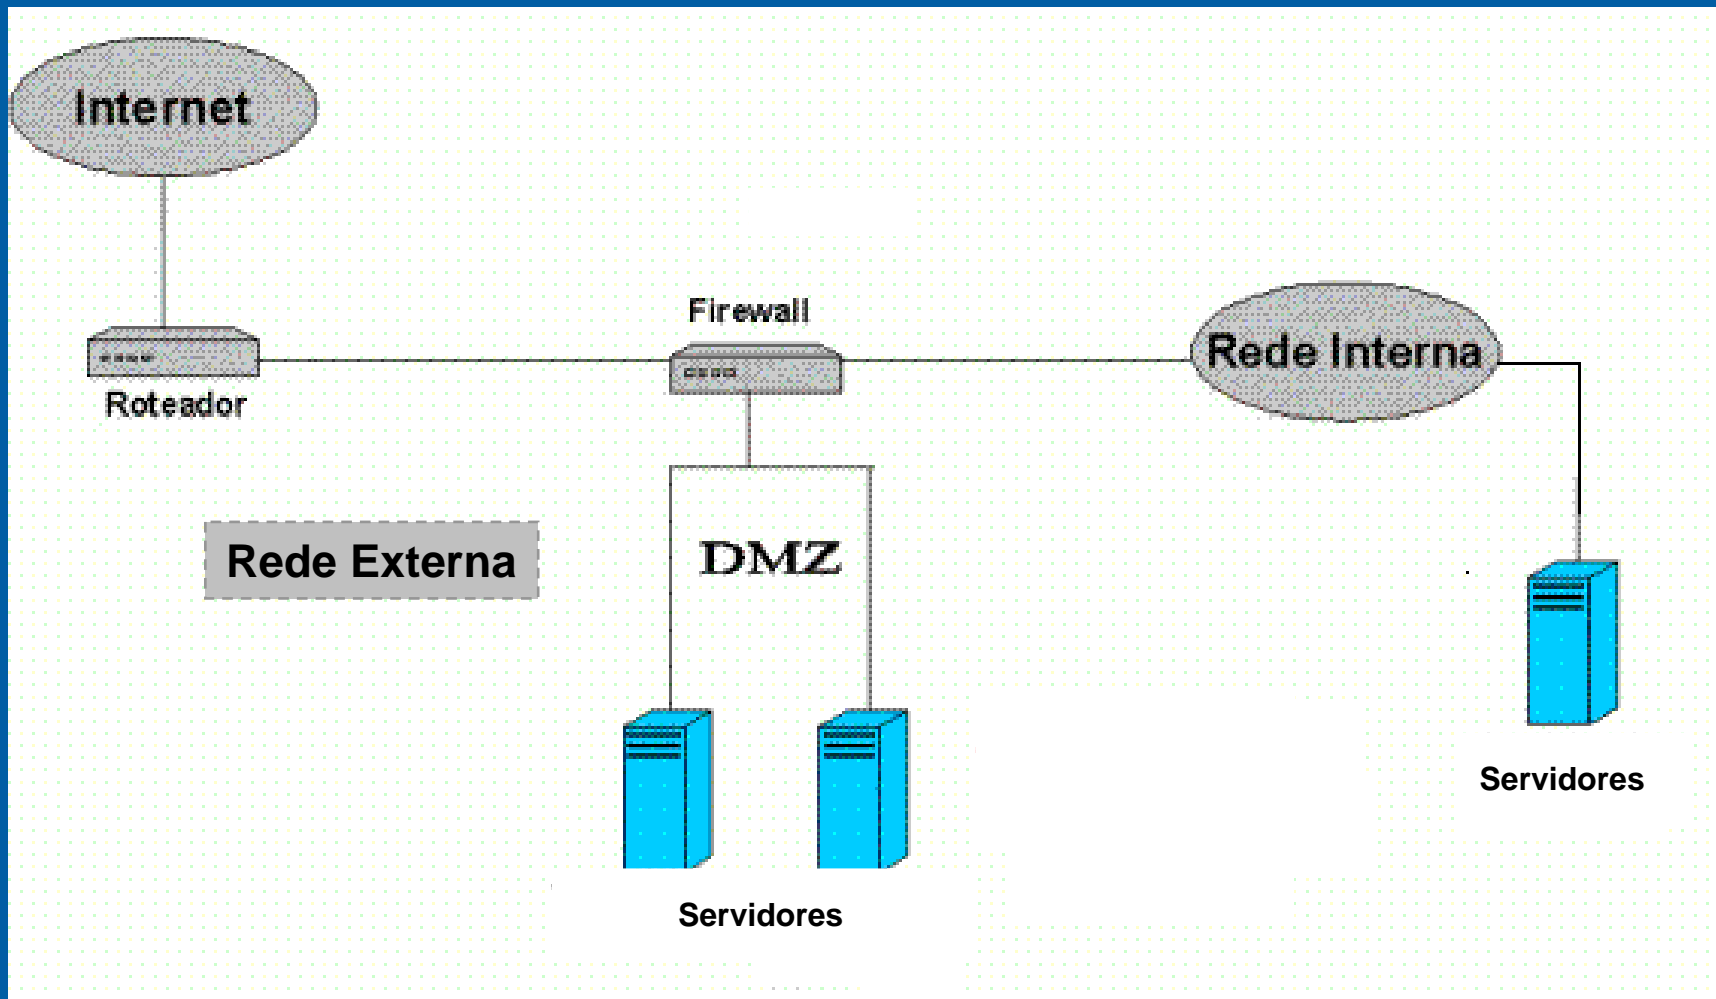 Internet
Firewall
Rede Interna
Roteador
Rede Externa
DMZ
Servidores
Servidores